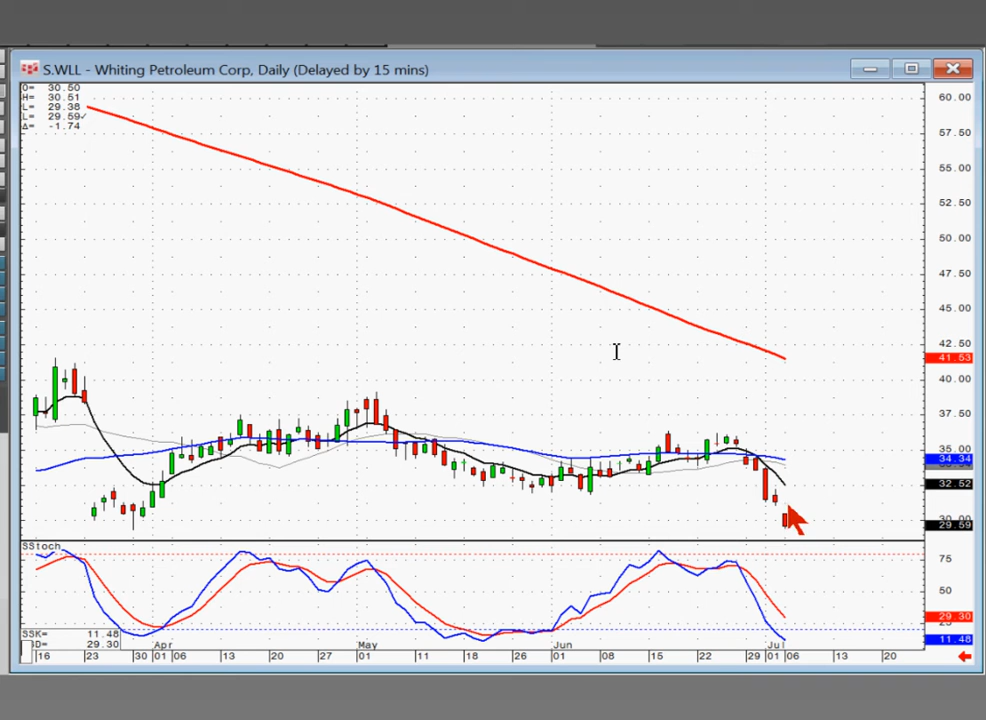 S.WLL - Whiting Petroleum Corp, Daily (Delayed by 15 mins)
O= 30.50
H= 30.51
L= 29.38
L= 29.59✓
Δ= -1.74
60.00
57.50
55.00
52.50
50.00
47.50
45.00
42.50
41.53
40.00
37.50
35.00
34.34
32.52
30.00
29.59
SStoch
75
50
29.30
25
11.48
SSK= 11.48
SSD= 29.30
Apr May Jun Jul
16 23 30 01 06 13 20 27 01 11 18 26 01 08 15 22 29 01 06 13 20